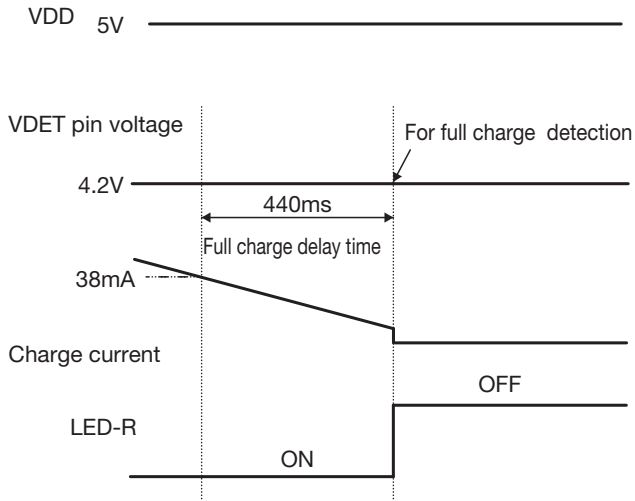 VDD 5V
VDET pin voltage
For full charge detection
4.2V
440ms
Full charge delay time
38mA
Charge current
OFF
LED-R
ON